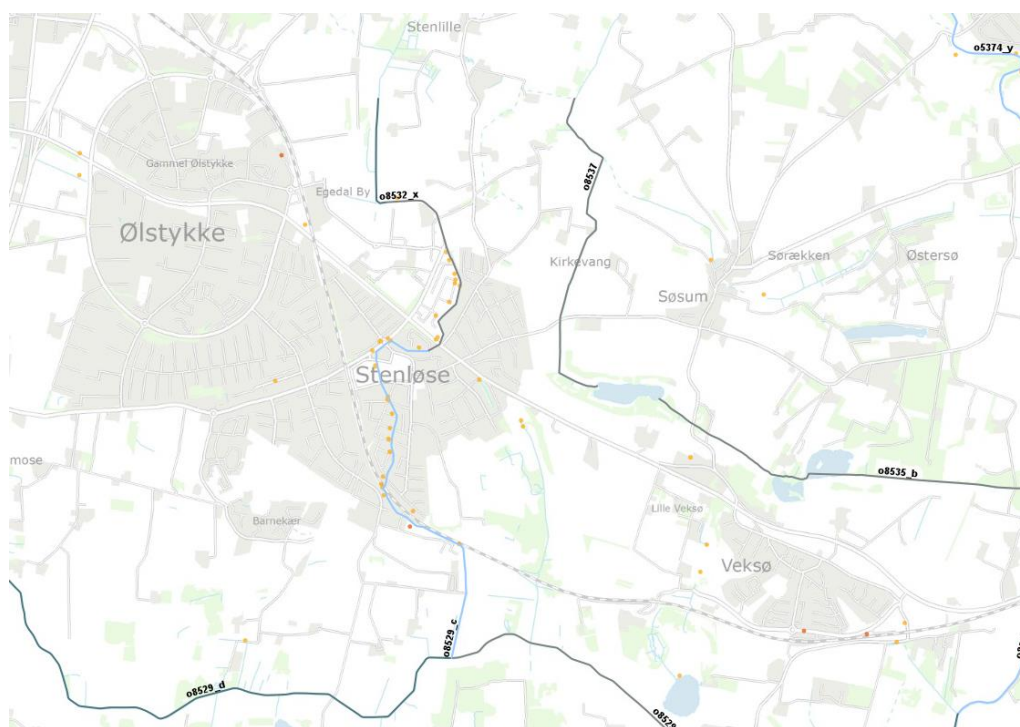 Stenlille
o5374_y
Gammel Ølstykke
o8537
Egedal By
o8532_x
Ølstykke
Kirkevang
Sørækken
Østersø
Søsum
Stenløse
mose
o8535_b
Lille Veksø
Barnekær
Veksø
o8529_c
o8529_d